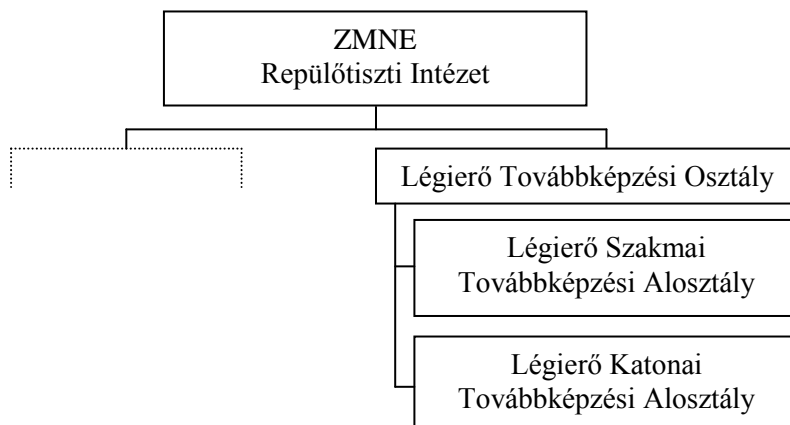 ZMNE
Repülőtiszti Intézet
Légierő Továbbképzési Osztály
Légierő Szakmai
Továbbképzési Alosztály
Légierő Katonai
Továbbképzési Alosztály